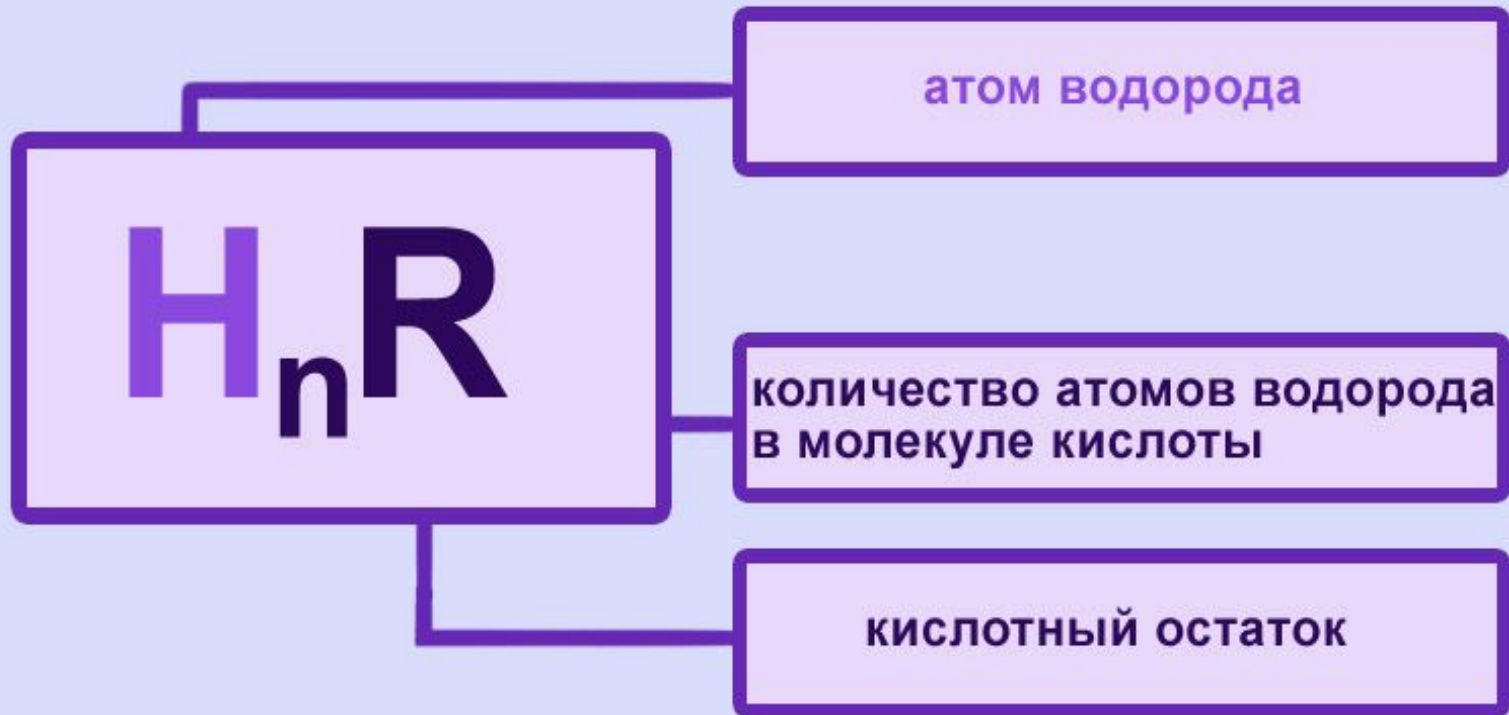 атом водорода
HnR
количество атомов водорода
в молекуле кислоты
кислотный остаток